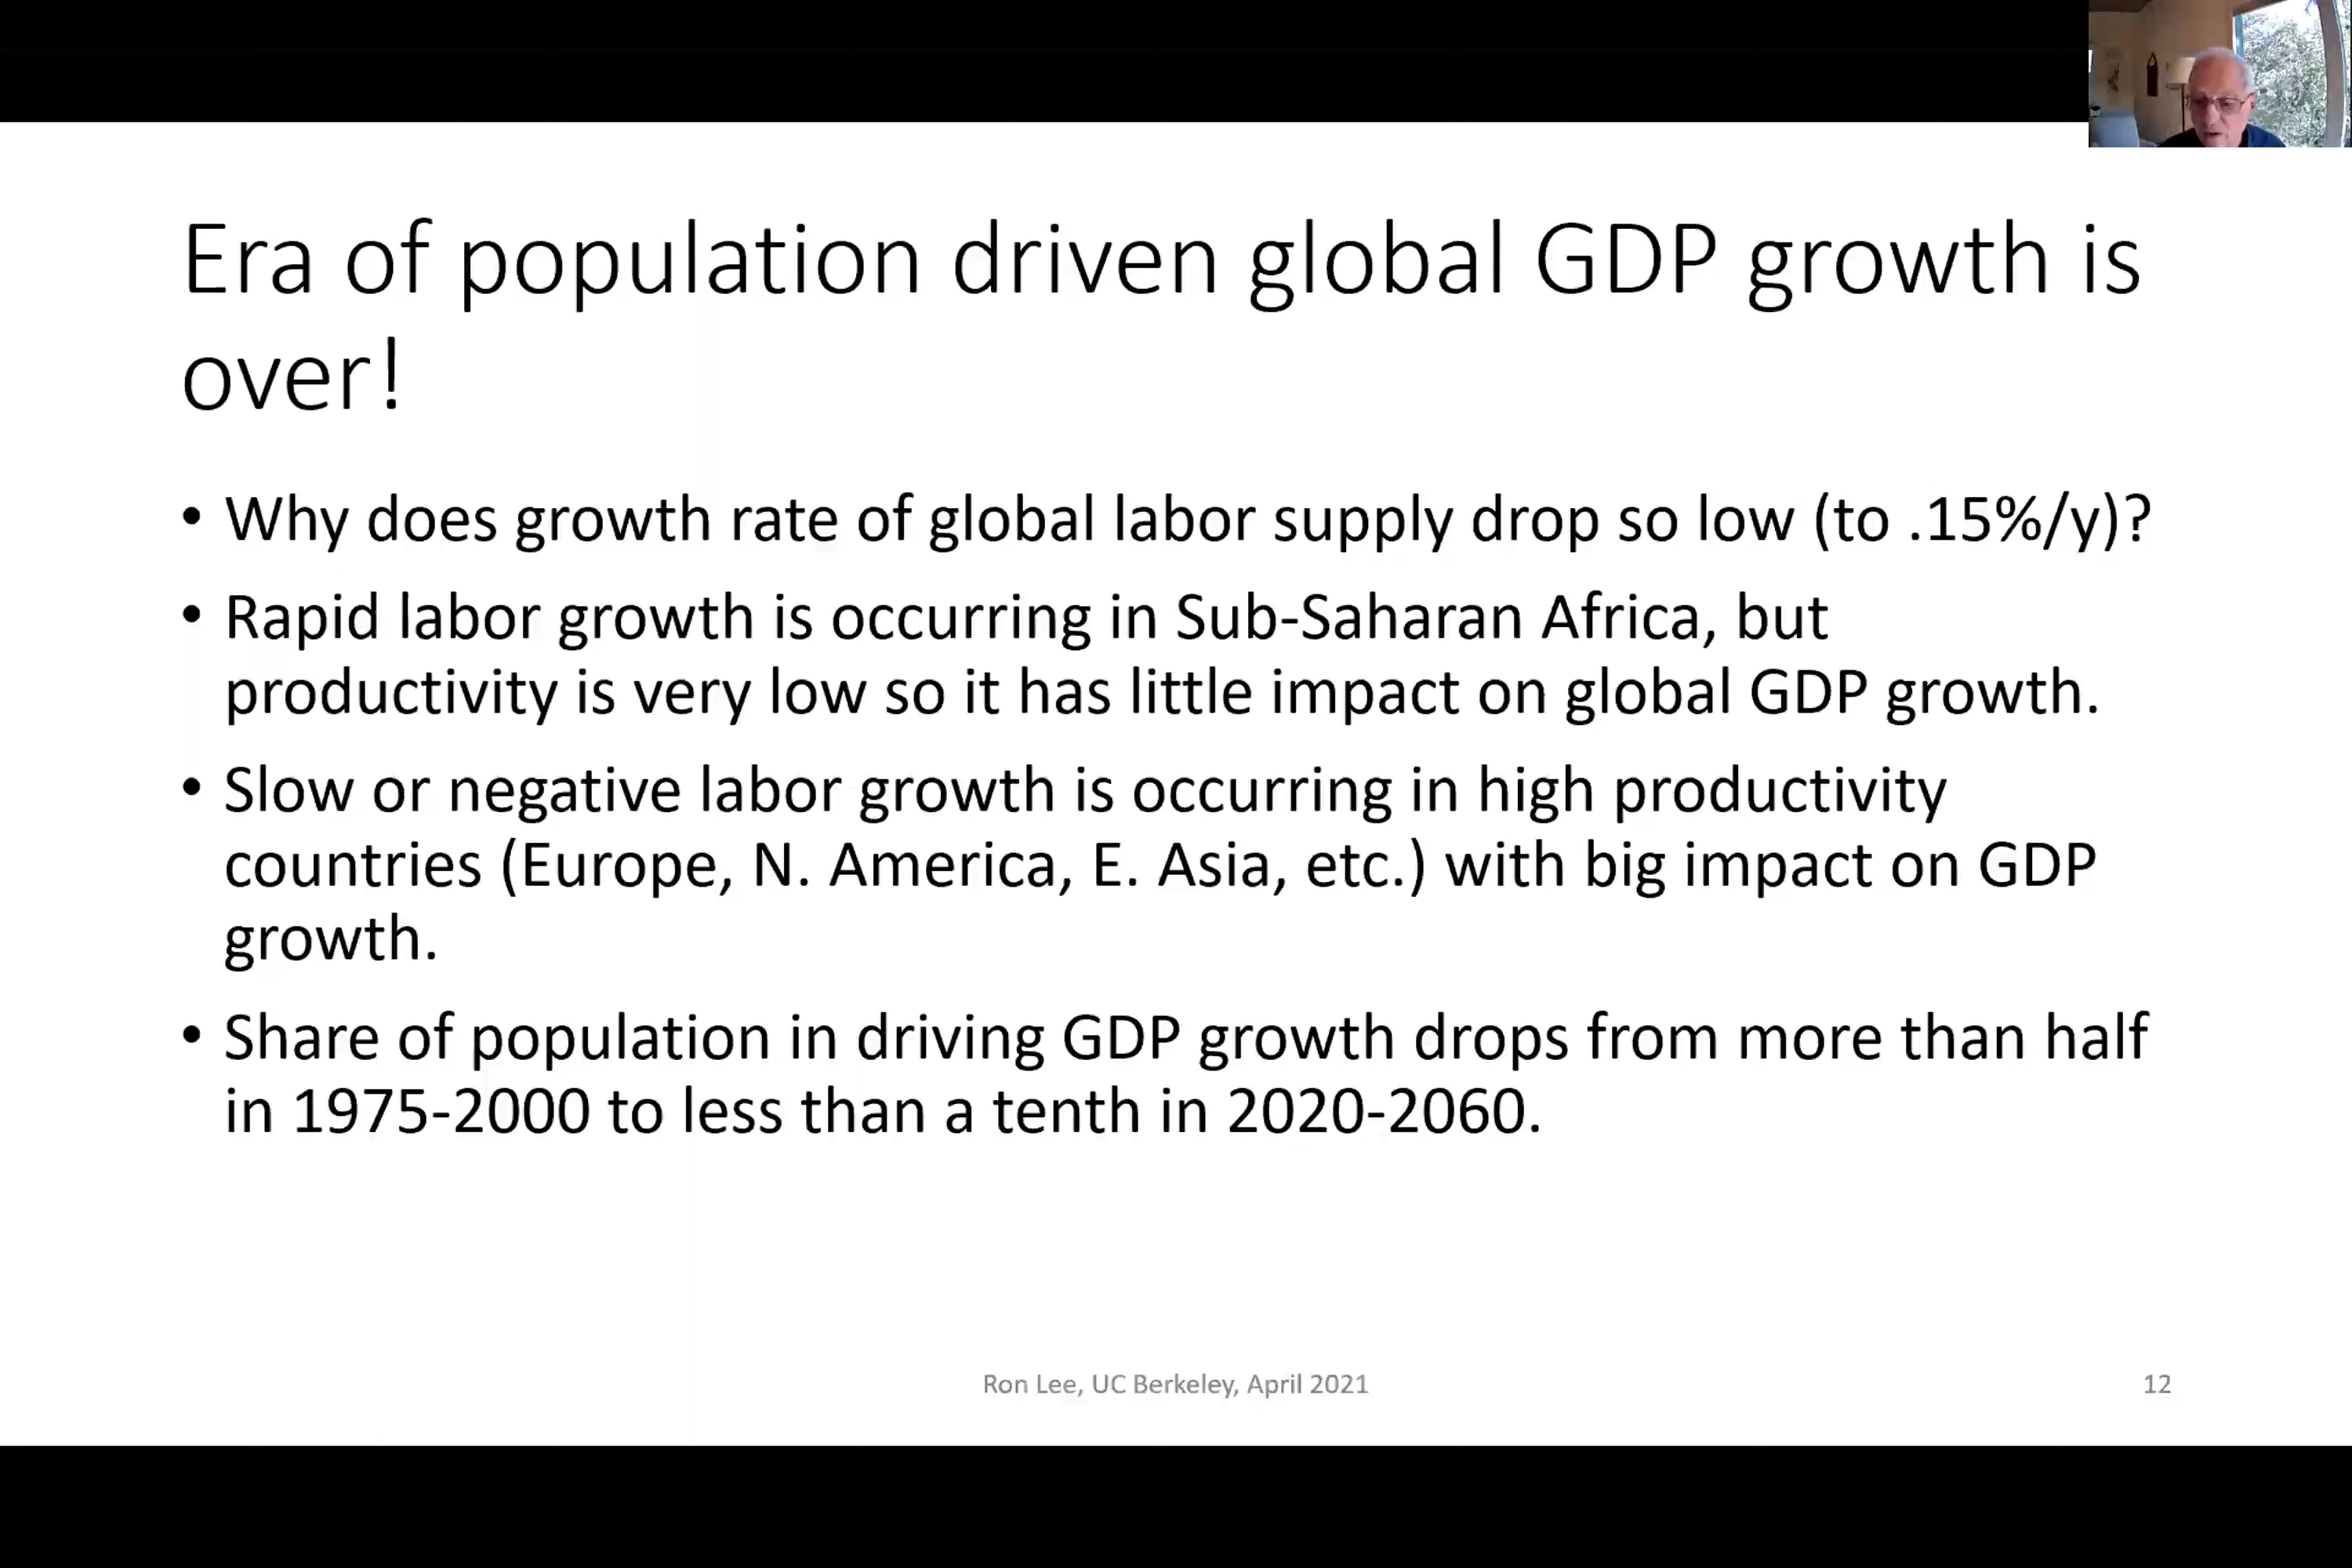 Era of population driven global GDP growth is
over!
• Why does growth rate of global labor supply drop so low (to .15%/y)?
• Rapid labor growth is occurring in Sub-Saharan Africa, but
productivity is very low so it has little impact on global GDP growth.
• Slow or negative labor growth is occurring in high productivity
countries (Europe, N. America, E. Asia, etc.) with big impact on GDP
growth.
• Share of population in driving GDP growth drops from more than half
in 1975-2000 to less than a tenth in 2020-2060.
Ron Lee, UC Berkeley, April 2021
12